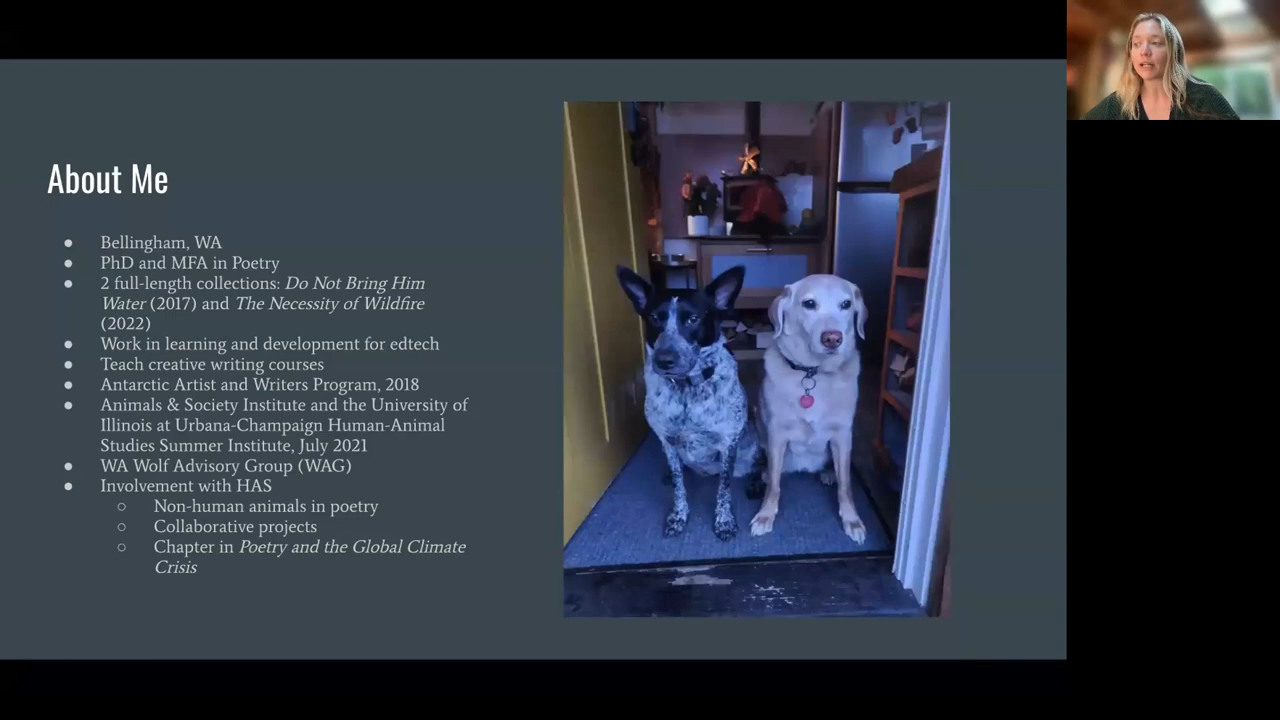 About Me
● Bellingham, WA
● PhD and MFA in Poetry
● 2 full-length collections: Do Not Bring Him
Water (2017) and The Necessity of Wildfire
(2022)
● Work in learning and development for edtech
● Teach creative writing courses
● Antarctic Artist and Writers Program, 2018
● Animals & Society Institute and the University of
Illinois at Urbana-Champaign Human-Animal
Studies Summer Institute, July 2021
● WA Wolf Advisory Group (WAG)
● Involvement with HAS
○ Non-human animals in poetry
○ Collaborative projects
○ Chapter in Poetry and the Global Climate
Crisis